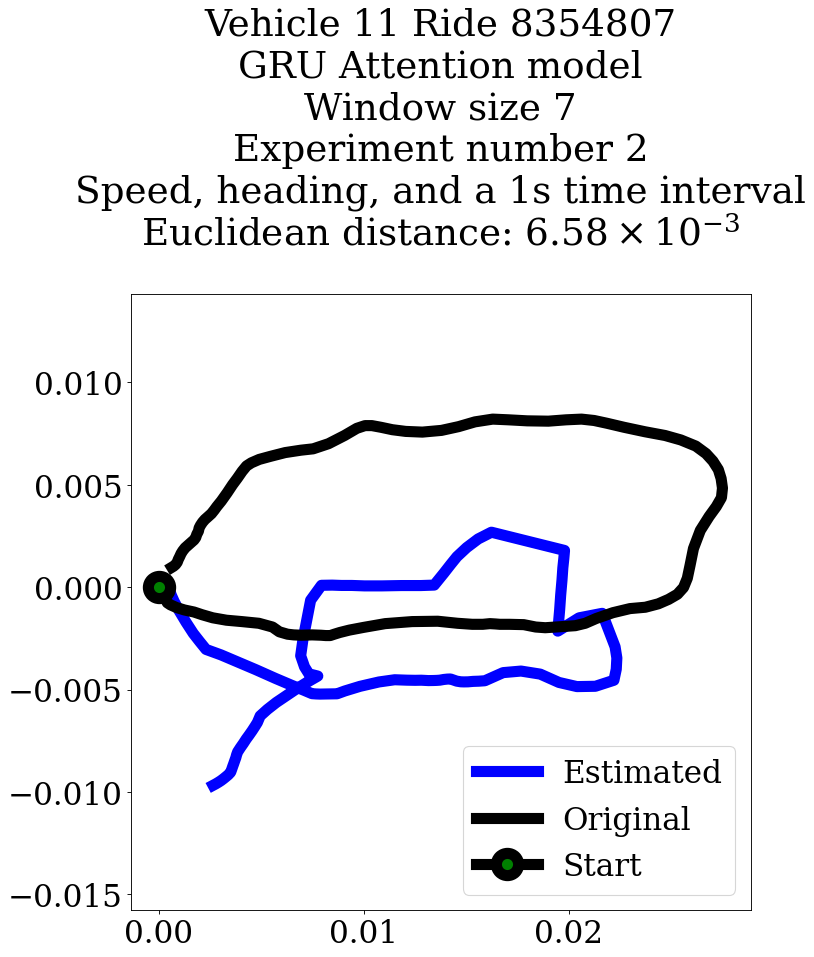 Vehicle 11 Ride 8354807
GRU Attention model
Window size 7
Experiment number 2
Speed, heading, and a 1s time interval
Euclidean distance: 6.58 × 10⁻³
0.010
0.005
0.000
−0.005
−0.010
−0.015
Estimated
Original
Start
0.00 0.01 0.02